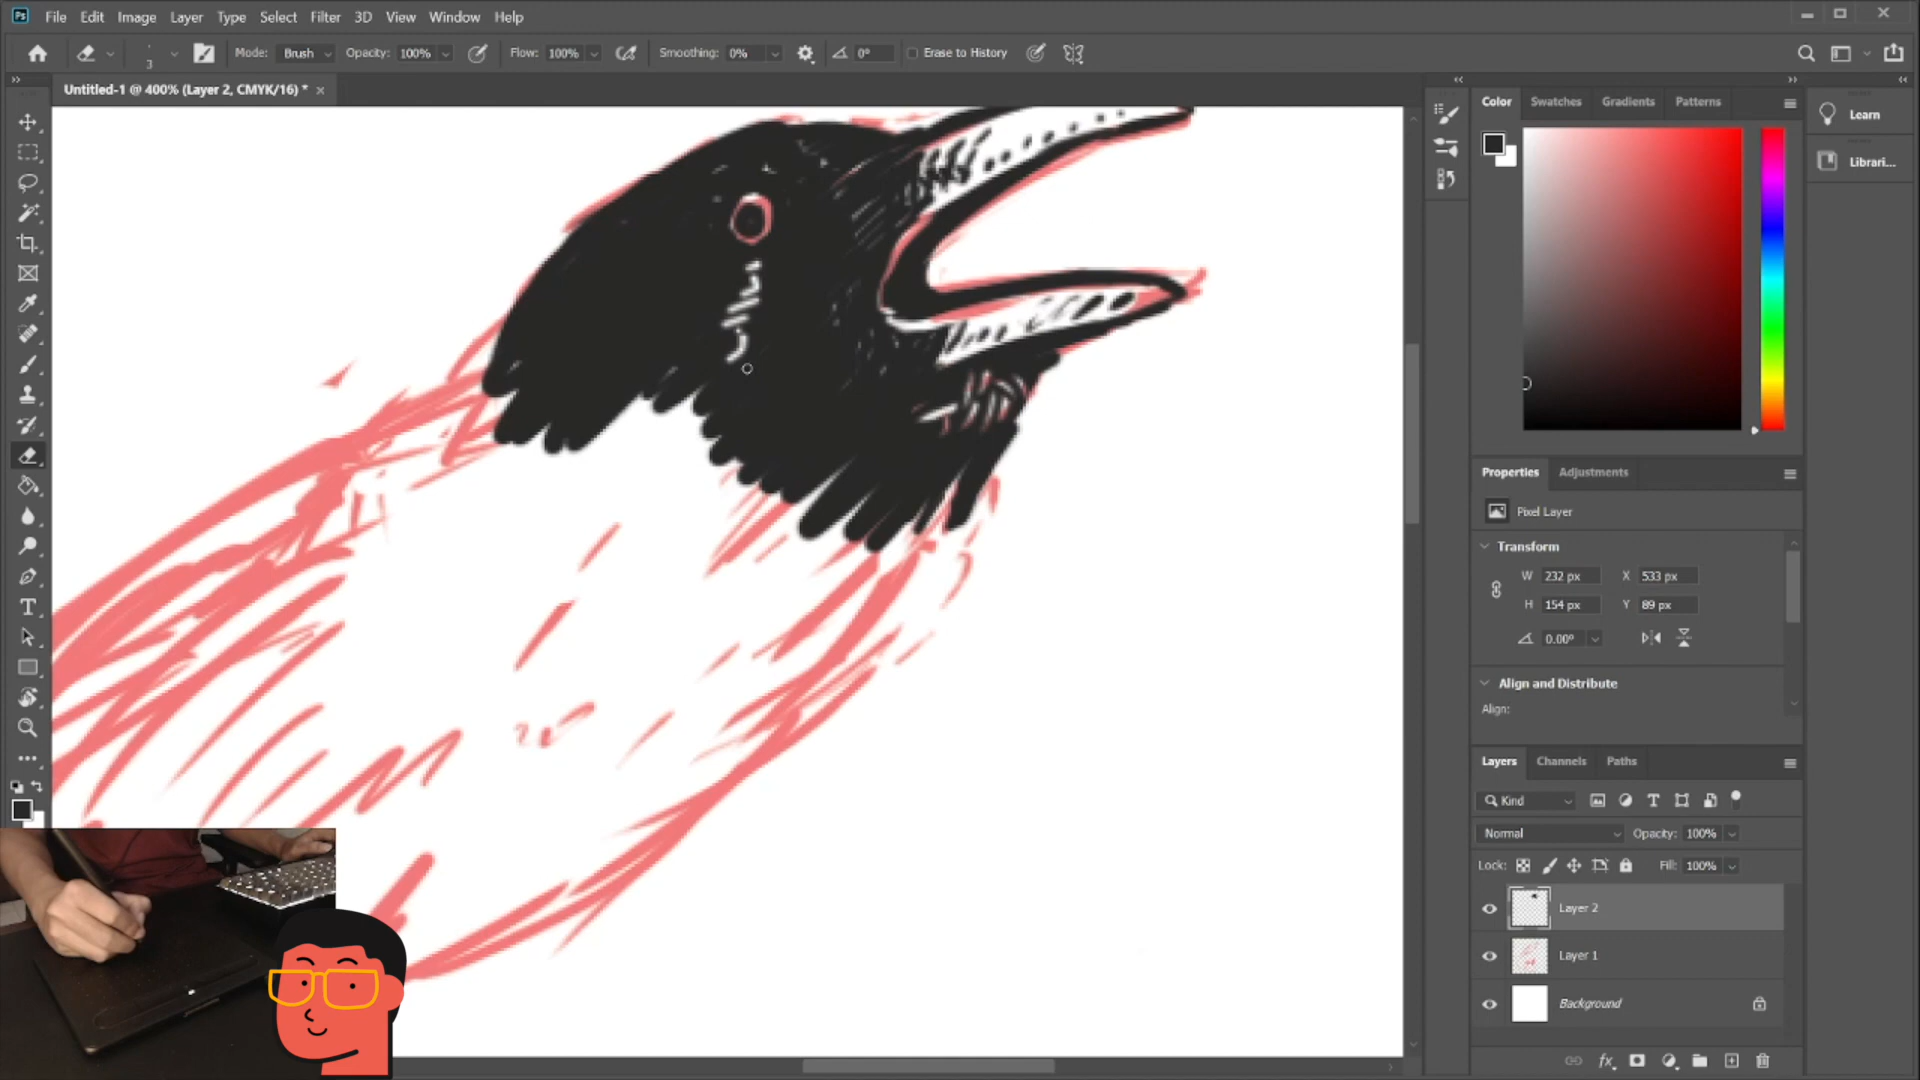 Ps File Edit Image Layer Type Select Filter 3D View Window Help
3 Mode: Brush Opacity: 100% Flow: 100% Smoothing: 0% 0° Erase to History
Untitled-1 @ 400% (Layer 2, CMYK/16) * ×
Color Swatches Gradients Patterns
Learn
Librari...
Properties Adjustments
Pixel Layer
Transform
W 232 px X 533 px
H 154 px Y 89 px
0.00°
Align and Distribute
Align:
Layers Channels Paths
Kind
Normal Opacity: 100%
Lock: Fill: 100%
Layer 2
Layer 1
Background